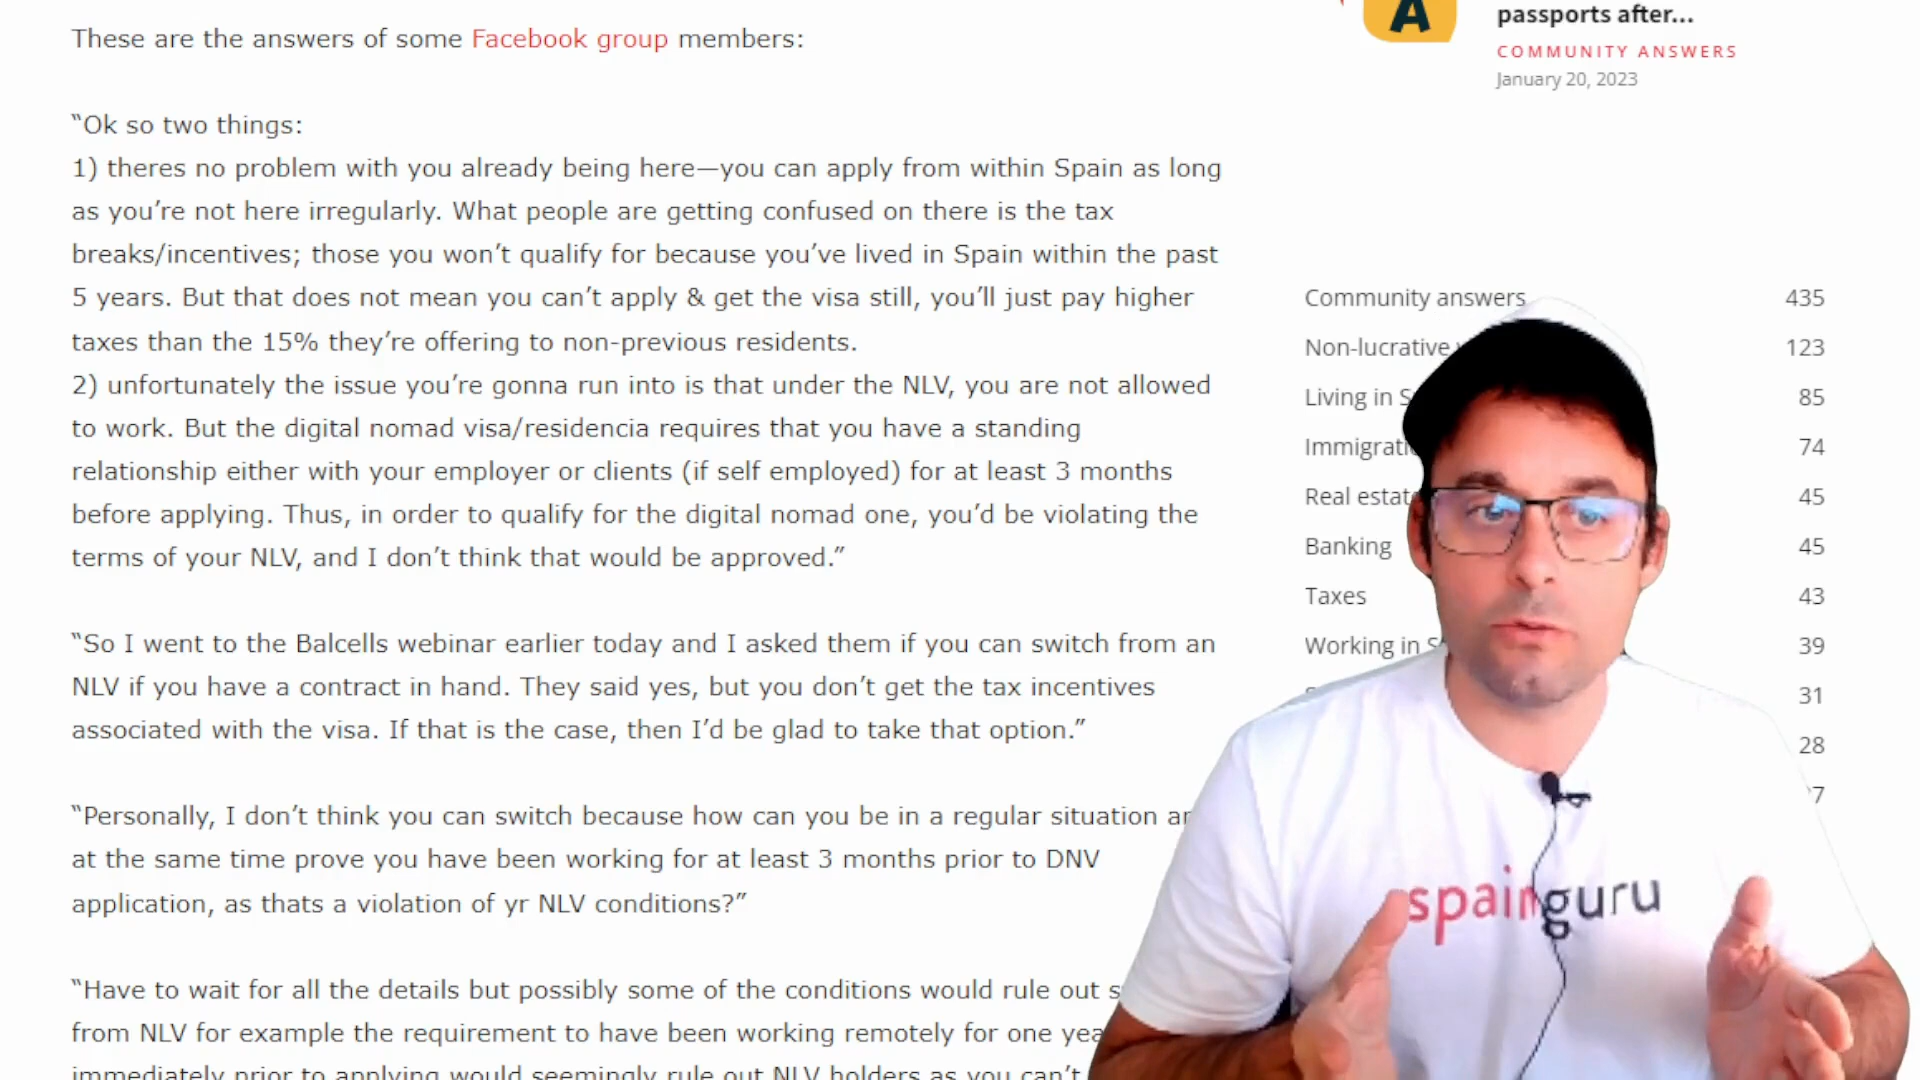 These are the answers of some Facebook group members:
“Ok so two things:
1) theres no problem with you already being here—you can apply from within Spain as long
as you’re not here irregularly. What people are getting confused on there is the tax
breaks/incentives; those you won’t qualify for because you’ve lived in Spain within the past
5 years. But that does not mean you can’t apply & get the visa still, you’ll just pay higher
taxes than the 15% they’re offering to non-previous residents.
2) unfortunately the issue you’re gonna run into is that under the NLV, you are not allowed
to work. But the digital nomad visa/residencia requires that you have a standing
relationship either with your employer or clients (if self employed) for at least 3 months
before applying. Thus, in order to qualify for the digital nomad one, you’d be violating the
terms of your NLV, and I don’t think that would be approved.”
“So I went to the Balcells webinar earlier today and I asked them if you can switch from an
NLV if you have a contract in hand. They said yes, but you don’t get the tax incentives
associated with the visa. If that is the case, then I’d be glad to take that option.”
“Personally, I don’t think you can switch because how can you be in a regular situation
at the same time prove you have been working for at least 3 months prior to DNV
application, as thats a violation of yr NLV conditions?”
“Have to wait for all the details but possibly some of the conditions would rule out
from NLV for example the requirement to have been working remotely for one
immediately prior to applying would seemingly rule out NLV holders as you can’t
A
passports after...
COMMUNITY ANSWERS
January 20, 2023
Community answers 435
Non-lucrative 123
Living in 85
74
Real 45
Banking 45
Taxes 43
Working in 39
31
28
7
spainguru